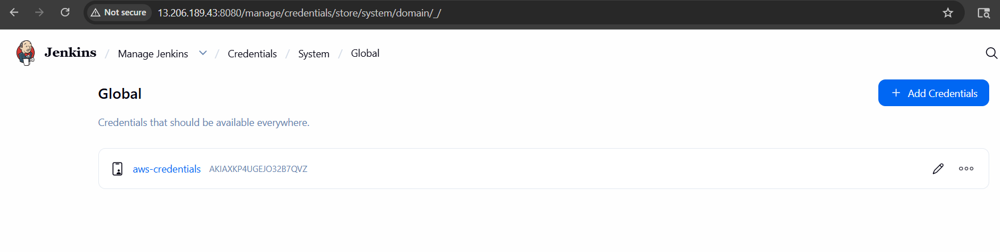 Not secure 13.206.189.43:8080/manage/credentials/store/system/domain/_/
Jenkins / Manage Jenkins / Credentials / System / Global
Global
+ Add Credentials
Credentials that should be available everywhere.
aws-credentials AKIAXKP4UGEJO32B7QVZ